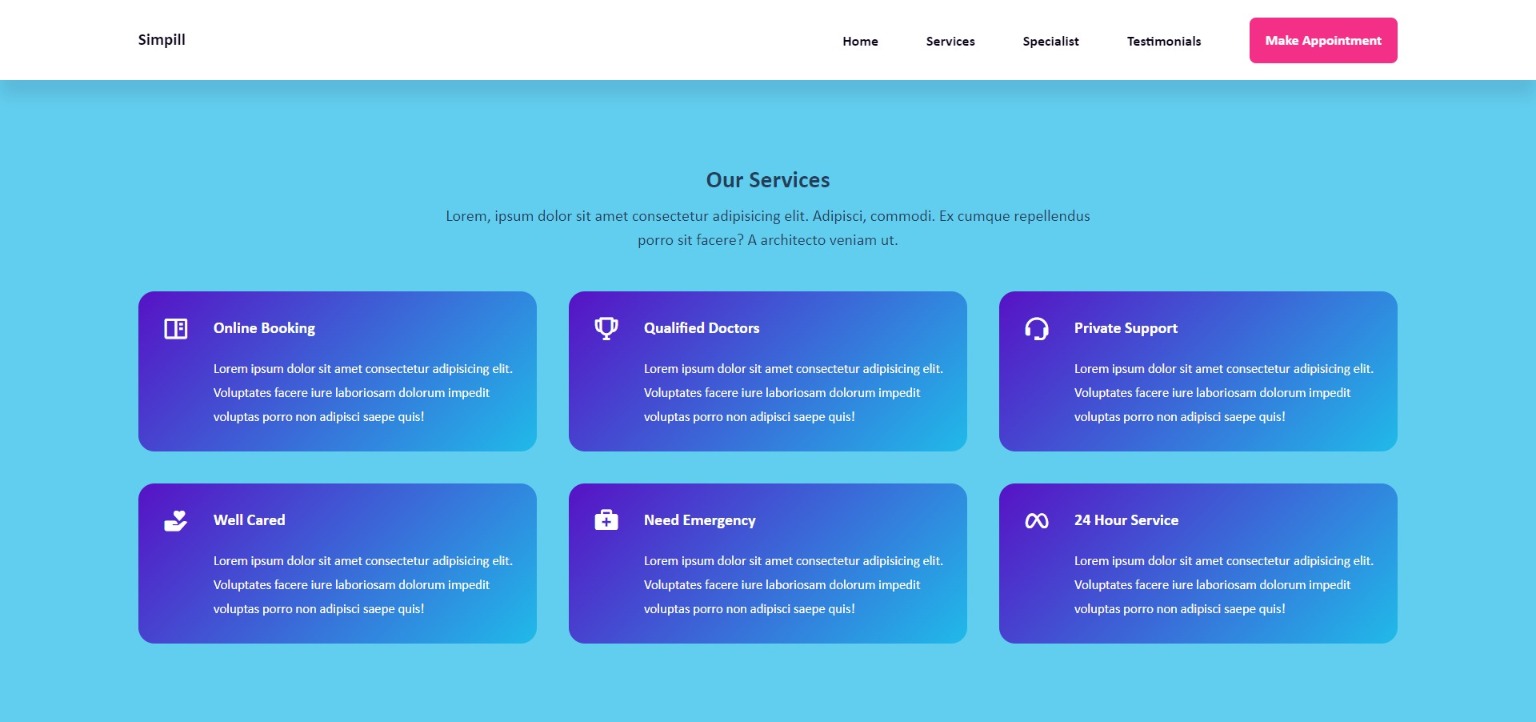 Simpill
Home
Services
Specialist
Testimonials
Make Appointment
Our Services
Lorem, ipsum dolor sit amet consectetur adipisicing elit. Adipisci, commodi. Ex cumque repellendus
porro sit facere? A architecto veniam ut.
Online Booking
Lorem ipsum dolor sit amet consectetur adipisicing elit.
Voluptates facere iure laboriosam dolorum impedit
voluptas porro non adipisci saepe quis!
Qualified Doctors
Lorem ipsum dolor sit amet consectetur adipisicing elit.
Voluptates facere iure laboriosam dolorum impedit
voluptas porro non adipisci saepe quis!
Private Support
Lorem ipsum dolor sit amet consectetur adipisicing elit.
Voluptates facere iure laboriosam dolorum impedit
voluptas porro non adipisci saepe quis!
Well Cared
Lorem ipsum dolor sit amet consectetur adipisicing elit.
Voluptates facere iure laboriosam dolorum impedit
voluptas porro non adipisci saepe quis!
Need Emergency
Lorem ipsum dolor sit amet consectetur adipisicing elit.
Voluptates facere iure laboriosam dolorum impedit
voluptas porro non adipisci saepe quis!
24 Hour Service
Lorem ipsum dolor sit amet consectetur adipisicing elit.
Voluptates facere iure laboriosam dolorum impedit
voluptas porro non adipisci saepe quis!